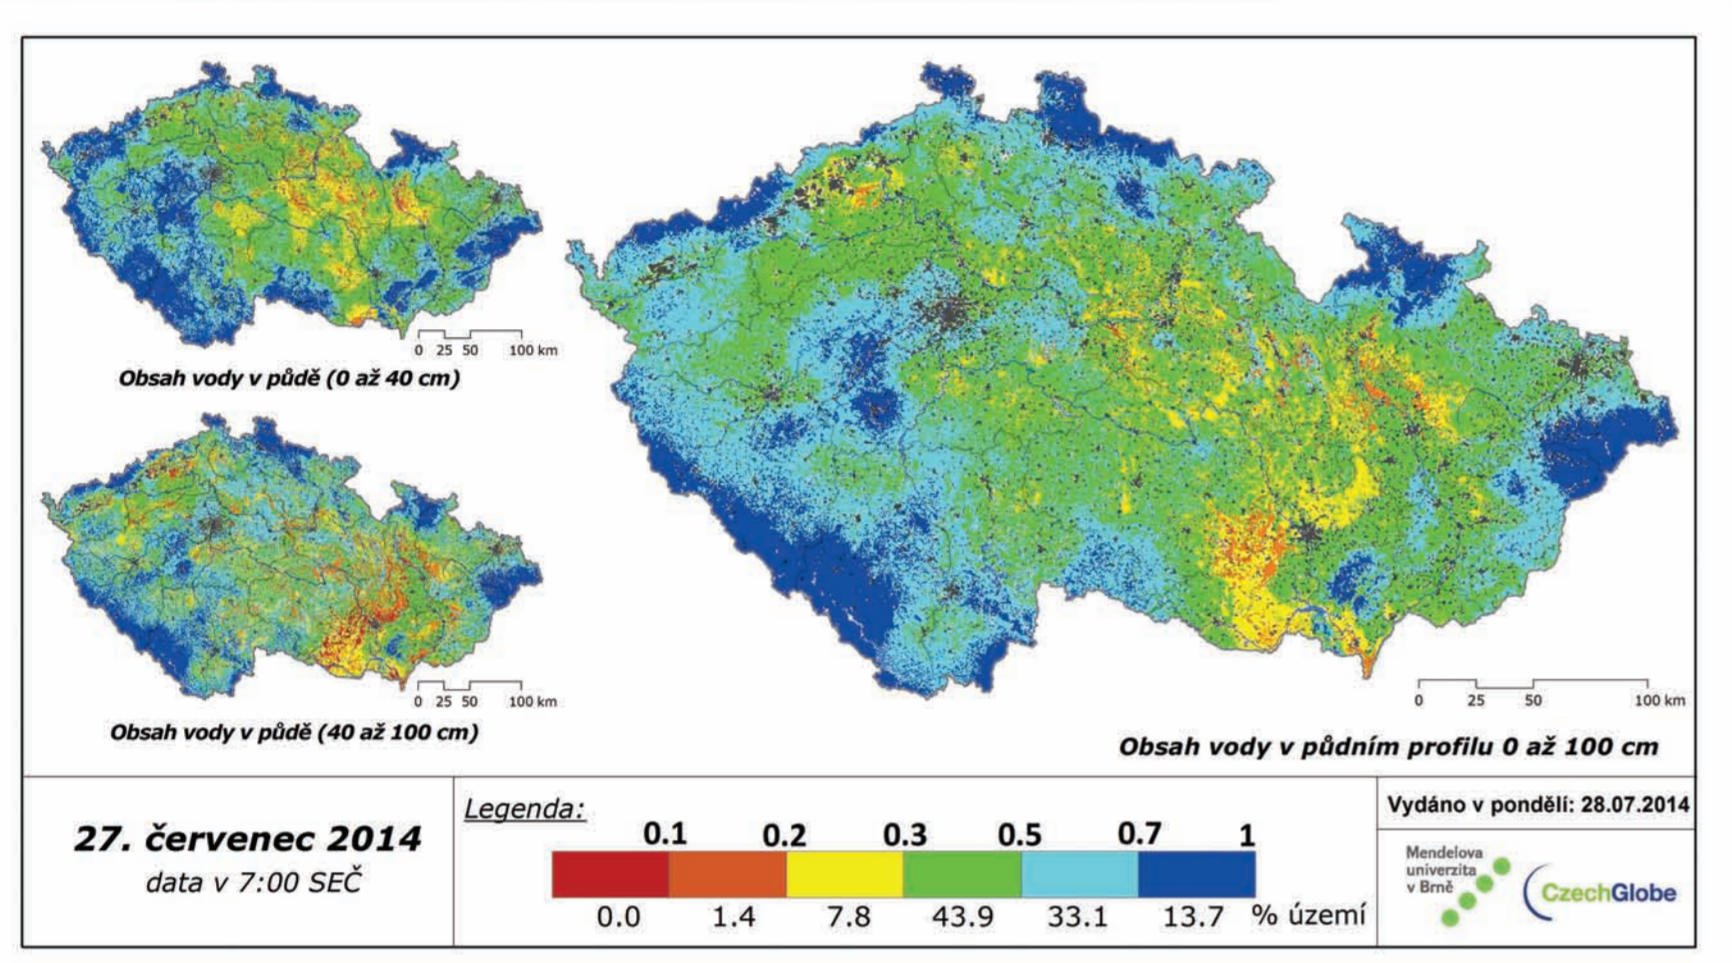 0 25 50 100 km
Obsah vody v půdě (0 až 40 cm)
0 25 50 100 km
Obsah vody v půdě (40 až 100 cm)
0 25 50 100 km
Obsah vody v půdním profilu 0 až 100 cm
27. červenec 2014
data v 7:00 SEČ
Legenda:
0.1 0.2 0.3 0.5 0.7 1
0.0 1.4 7.8 43.9 33.1 13.7 % území
Vydáno v pondělí: 28.07.2014
Mendelova
univerzita
v Brně
CzechGlobe